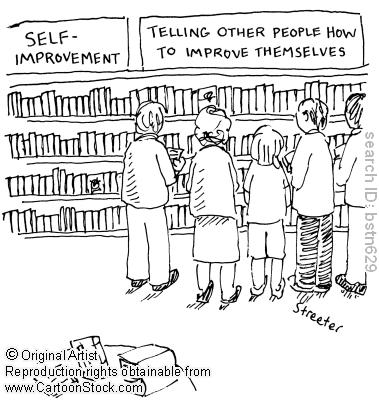 SELF-
IMPROVEMENT
TELLING OTHER PEOPLE HOW
TO IMPROVE THEMSELVES
Streeter
search ID: bstn629
© Original Artist
Reproduction rights obtainable from
www.CartoonStock.com